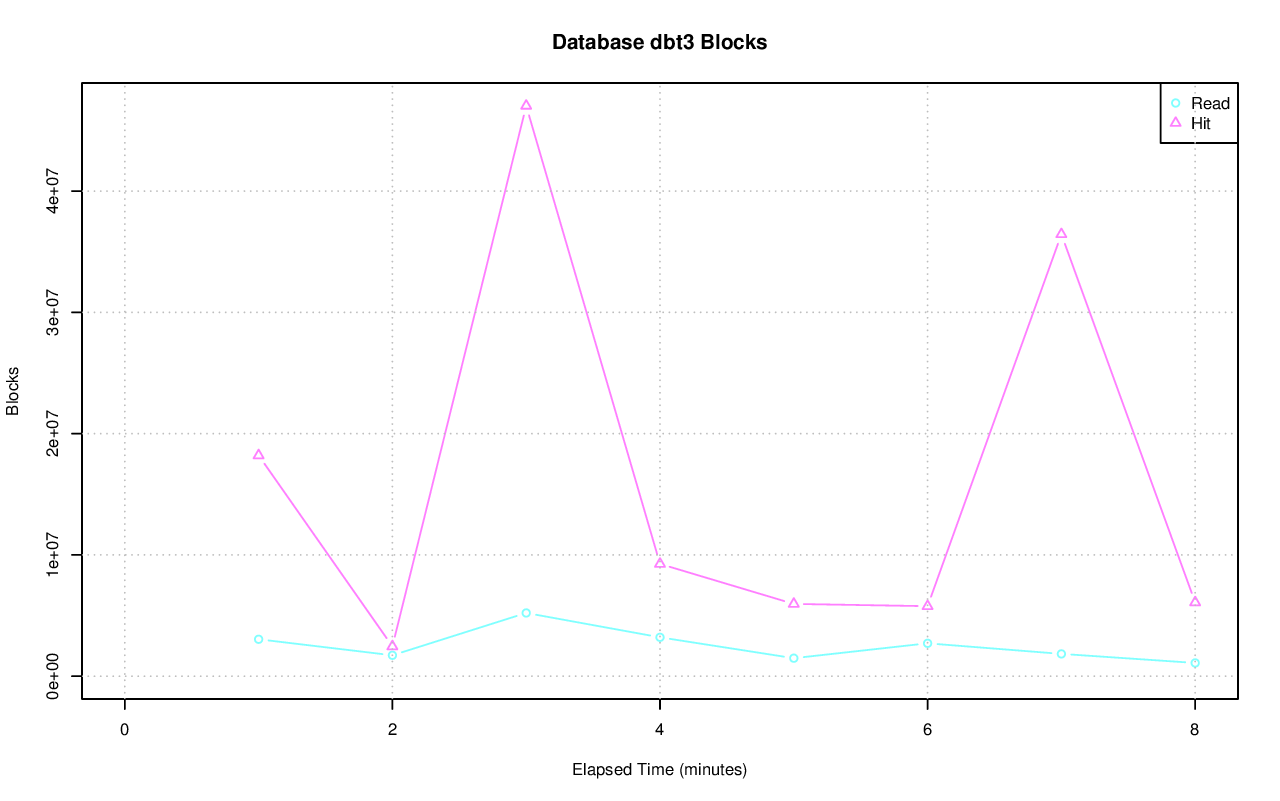 Database dbt3 Blocks
Read
Hit
Blocks
4e+07
3e+07
2e+07
1e+07
0e+00
0 2 4 6 8
Elapsed Time (minutes)